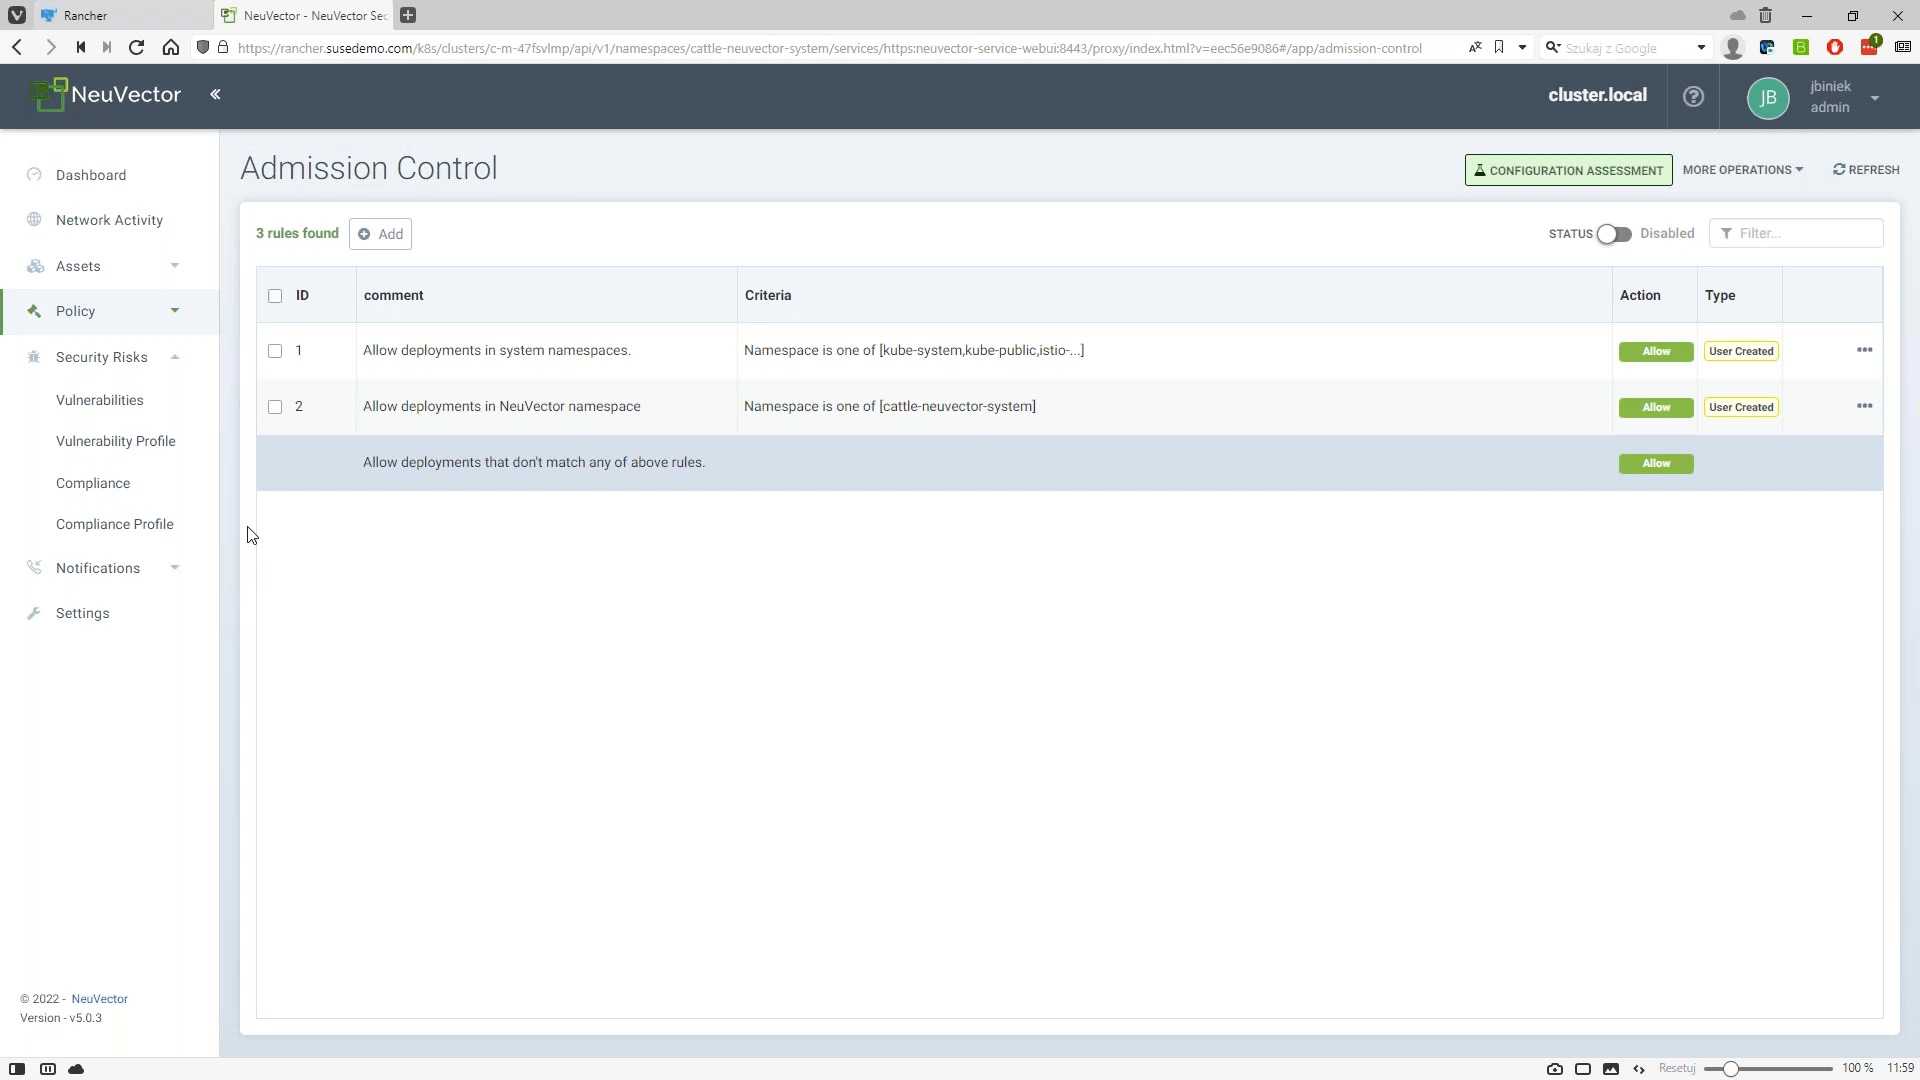 Rancher
NeuVector - NeuVector Sec
https://rancher.susedemo.com/k8s/clusters/c-m-47fsvlmp/api/v1/namespaces/cattle-neuvector-system/services/https:neuvector-service-webui:8443/proxy/index.html?v=eec56e9086#/app/admission-control
Szukaj z Google
1
NeuVector
«
cluster.local
JB
jbiniek
admin
Dashboard
Network Activity
Assets
Policy
Security Risks
Vulnerabilities
Vulnerability Profile
Compliance
Compliance Profile
Notifications
Settings
© 2022 - NeuVector
Version - v5.0.3
Admission Control
CONFIGURATION ASSESSMENT
MORE OPERATIONS
REFRESH
3 rules found
Add
STATUS
Disabled
Filter...
ID comment Criteria Action Type
1 Allow deployments in system namespaces. Namespace is one of [kube-system,kube-public,istio-...] Allow User Created
2 Allow deployments in NeuVector namespace Namespace is one of [cattle-neuvector-system] Allow User Created
Allow deployments that don't match any of above rules. Allow
Resetuj 100 % 11:59